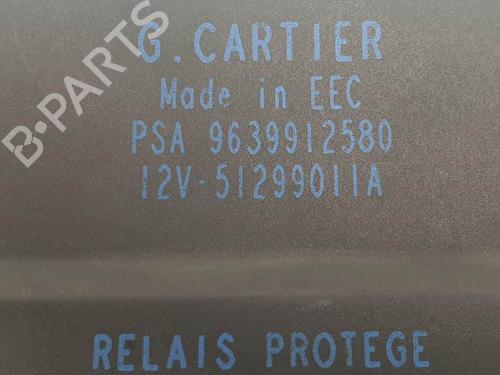 G. CARTIER
Made in EEC
PSA 9639912580
12V-51299011A
RELAIS PROTEGE
B-PARTS